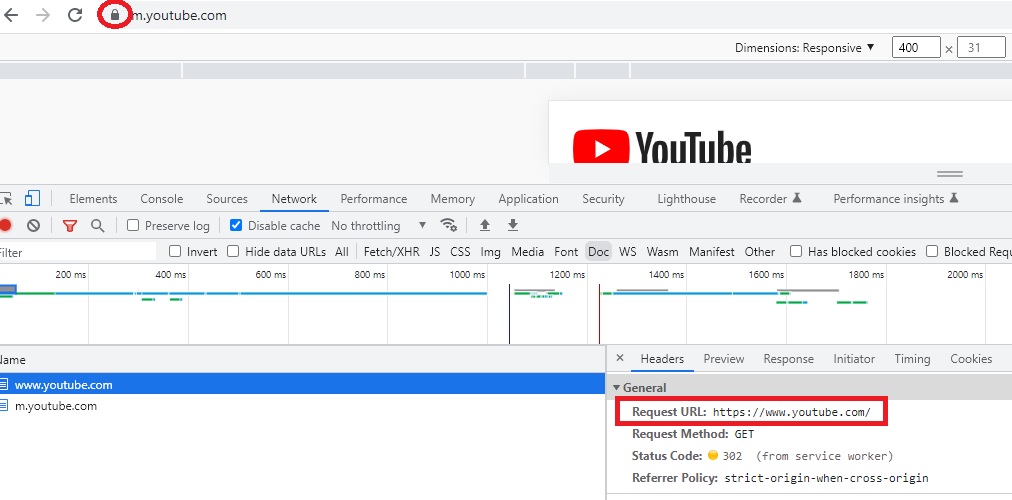 m.youtube.com
Dimensions: Responsive ▼ 400 × 31
YouTube
Elements Console Sources Network Performance Memory Application Security Lighthouse Recorder Performance insights
Preserve log Disable cache No throttling ▼
Filter Invert Hide data URLs All Fetch/XHR JS CSS Img Media Font Doc WS Wasm Manifest Other Has blocked cookies Blocked Requ
200 ms 400 ms 600 ms 800 ms 1000 ms 1200 ms 1400 ms 1600 ms 1800 ms 2000 ms
Name
www.youtube.com
m.youtube.com
× Headers Preview Response Initiator Timing Cookies
▼ General
Request URL: https://www.youtube.com/
Request Method: GET
Status Code: 302 (from service worker)
Referrer Policy: strict-origin-when-cross-origin